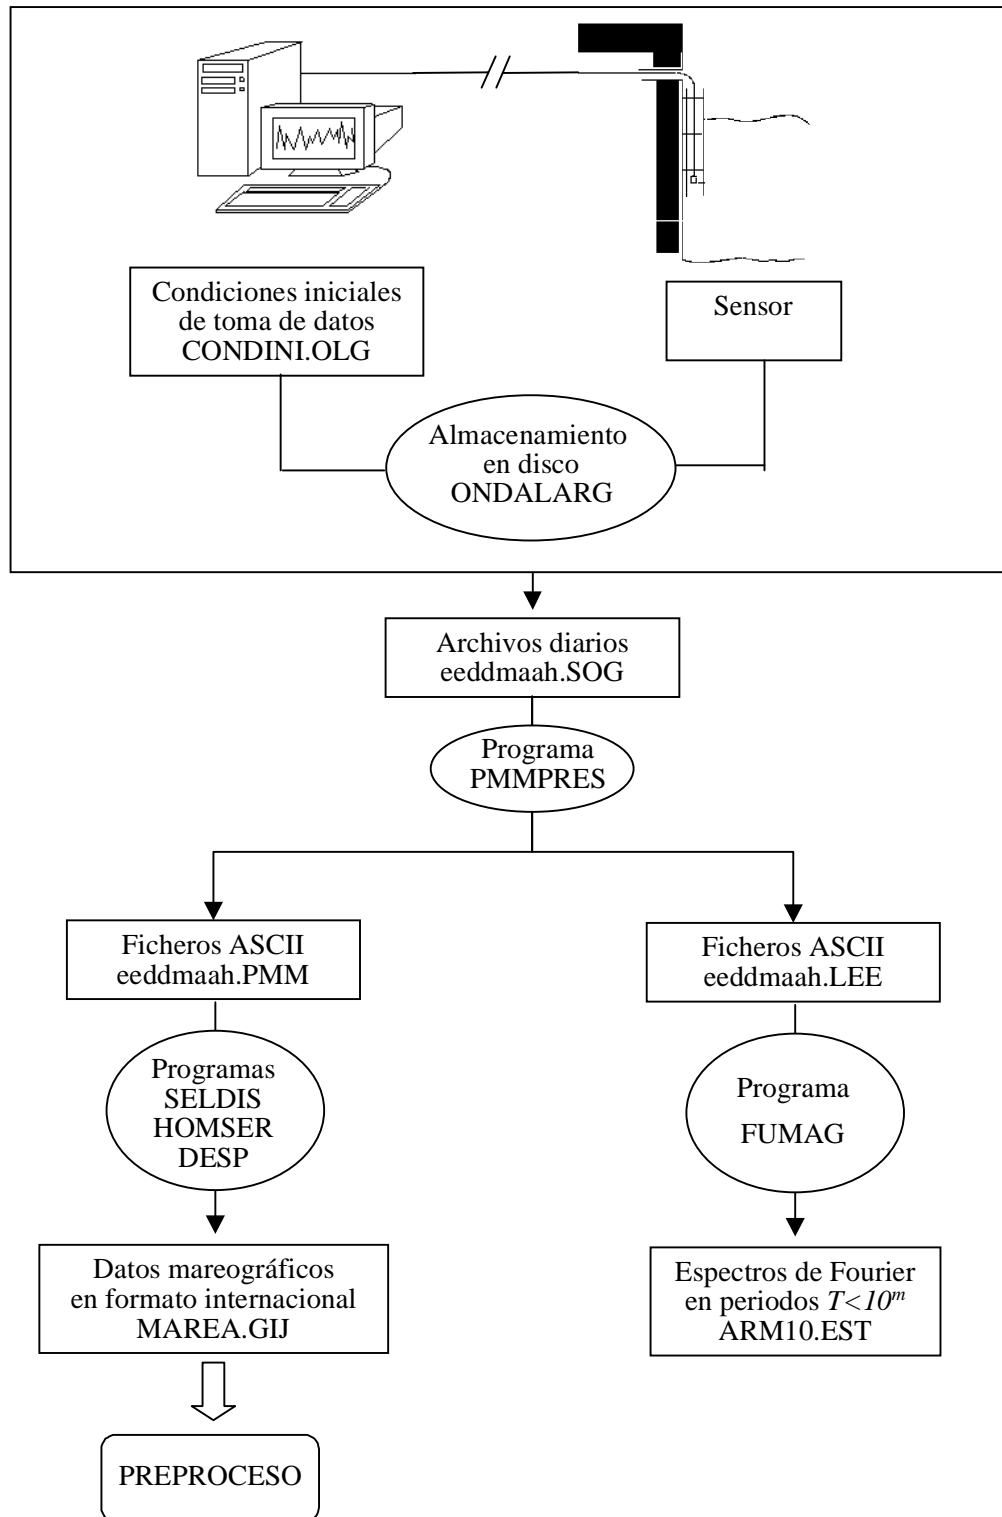 Condiciones iniciales
de toma de datos
CONDINI.OLG
Sensor
Almacenamiento
en disco
ONDALARG
Archivos diarios
eeddmaah.SOG
Programa
PMMPRES
Ficheros ASCII
eeddmaah.PMM
Ficheros ASCII
eeddmaah.LEE
Programas
SELDIS
HOMSER
DESP
Programa
FUMAG
Datos mareográficos
en formato internacional
MAREA.GIJ
Espectros de Fourier
en periodos T<10^m
ARM10.EST
PREPROCESO